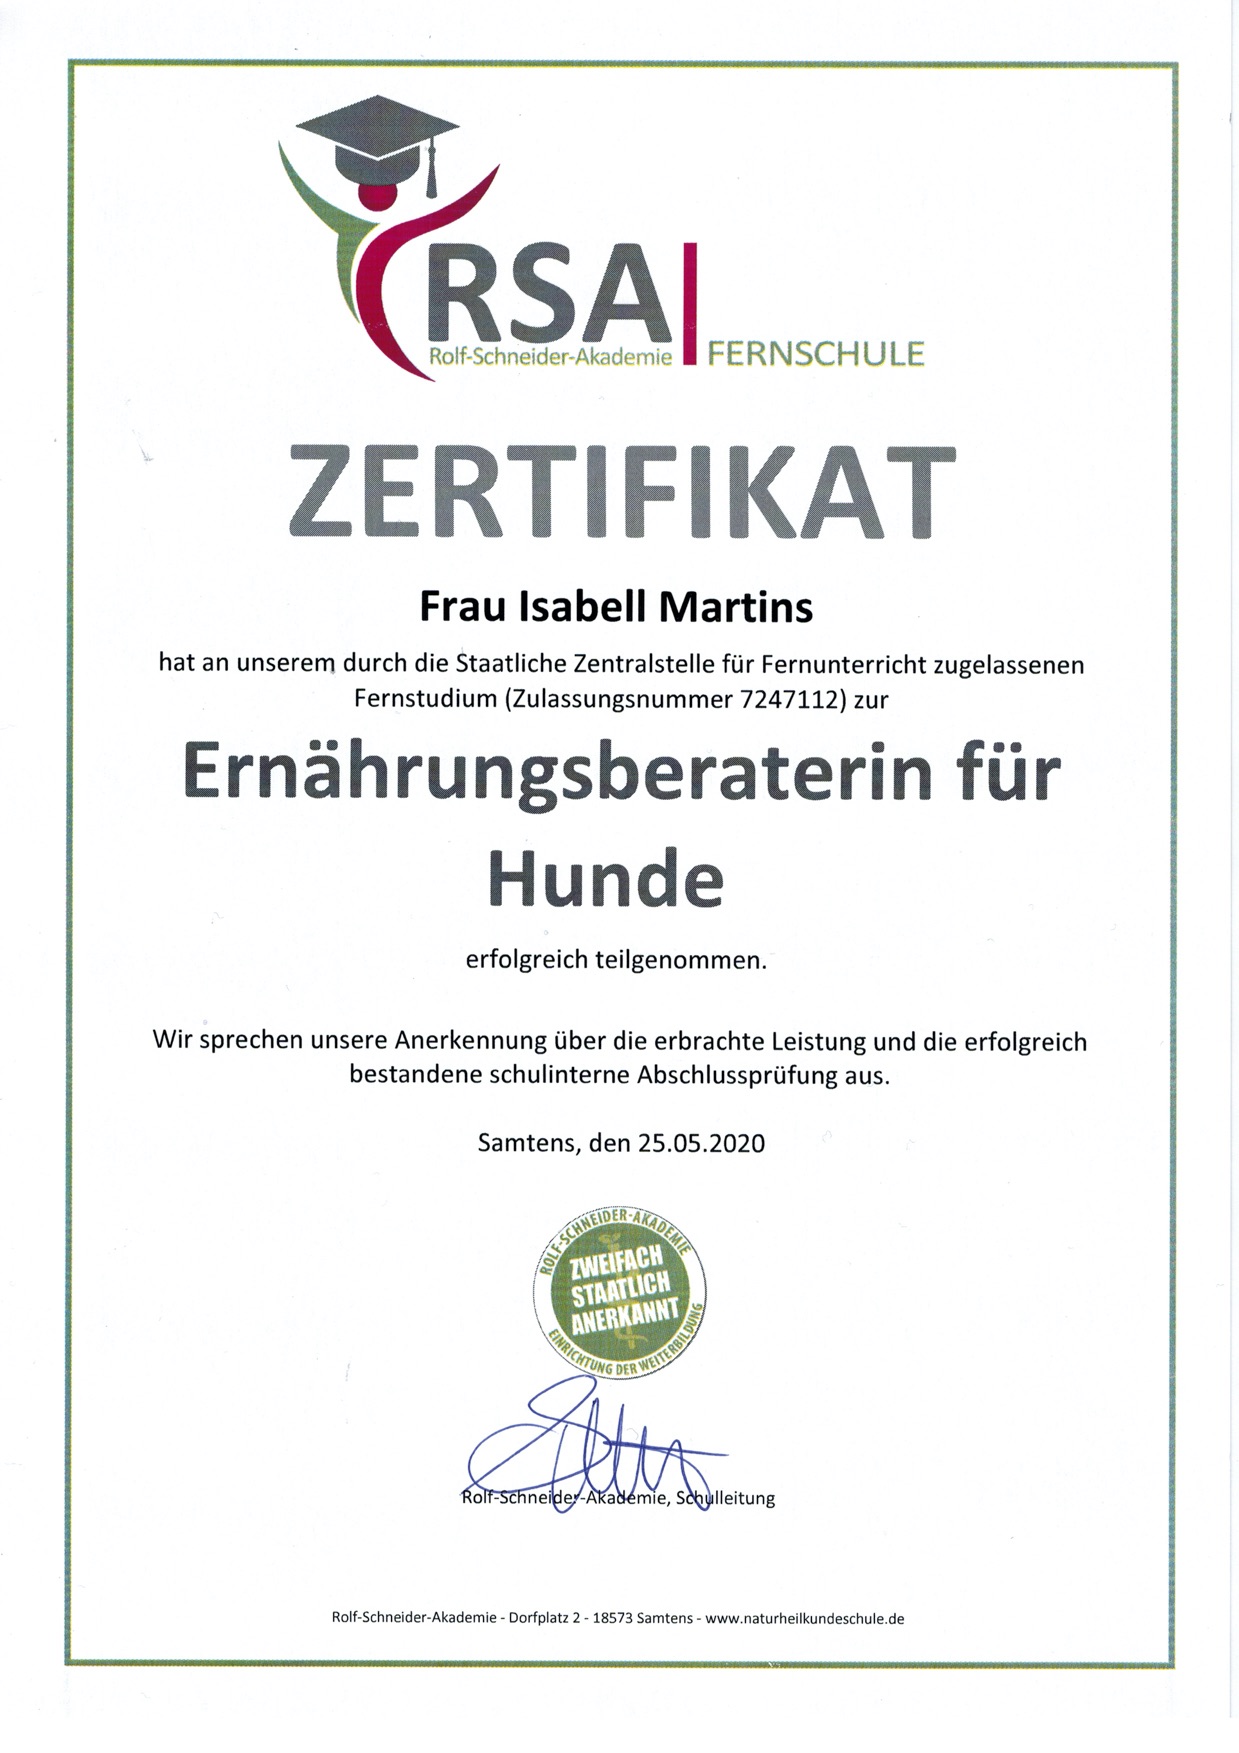 RSA
Rolf-Schneider-Akademie
FERNSCHULE
ZERTIFIKAT
Frau Isabell Martins
hat an unserem durch die Staatliche Zentralstelle für Fernunterricht zugelassenen
Fernstudium (Zulassungsnummer 7247112) zur
Ernährungsberaterin für
Hunde
erfolgreich teilgenommen.
Wir sprechen unsere Anerkennung über die erbrachte Leistung und die erfolgreich
bestandene schulinterne Abschlussprüfung aus.
Samtens, den 25.05.2020
ROLF-SCHNEIDER-AKADEMIE
ZWEIFACH
STAATLICH
ANERKANNT
EINRICHTUNG DER WEITERBILDUNG
Rolf-Schneider-Akademie, Schulleitung
Rolf-Schneider-Akademie - Dorfplatz 2 - 18573 Samtens - www.naturheilkundeschule.de